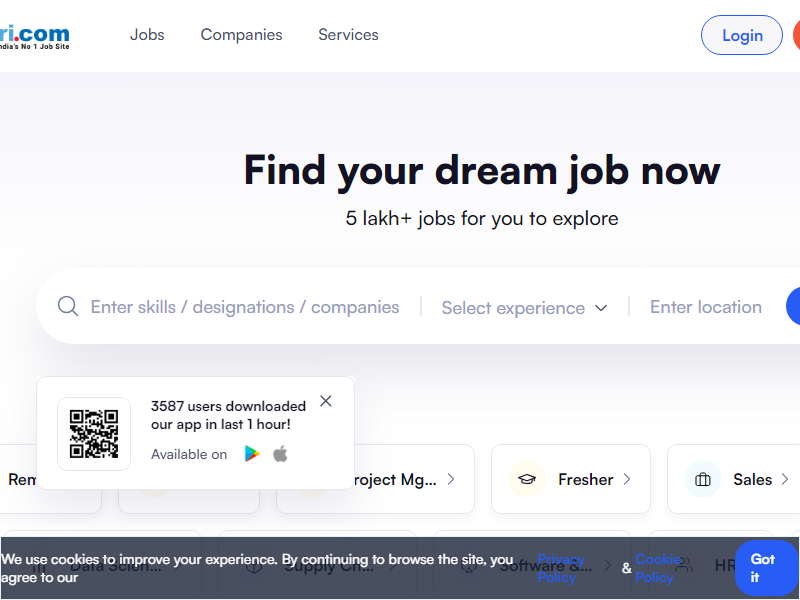 ri.com
ndia's No 1 Job Site
Jobs
Companies
Services
Login
Find your dream job now
5 lakh+ jobs for you to explore
Enter skills / designations / companies
Select experience
Enter location
3587 users downloaded
our app in last 1 hour!
Available on
Rem
roject Mg...
Fresher
Sales
Data Scien...
Supply Ch...
Software &...
HR
We use cookies to improve your experience. By continuing to browse the site, you
agree to our
Privacy
Policy
&
Cookie
Policy
Got
it